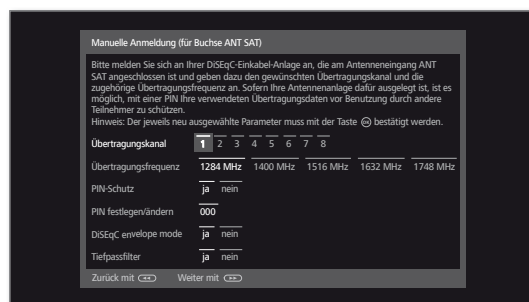 Manuelle Anmeldung (für Buchse ANT SAT)
Bitte melden Sie sich an Ihrer DiSEqC-Einkabel-Anlage an, die am Antenneneingang ANT
SAT angeschlossen ist und geben dazu den gewünschten Übertragungskanal und die
zugehörige Übertragungsfrequenz an. Sofern Ihre Antennenanlage dafür ausgelegt ist, ist es
möglich, mit einer PIN Ihre verwendeten Übertragungsdaten vor Benutzung durch andere
Teilnehmer zu schützen.
Hinweis: Der jeweils neu ausgewählte Parameter muss mit der Taste OK bestätigt werden.
Übertragungskanal 1 2 3 4 5 6 7 8
Übertragungsfrequenz 1284 MHz 1400 MHz 1516 MHz 1632 MHz 1748 MHz
PIN-Schutz ja nein
PIN festlegen/ändern 000
DiSEqC envelope mode ja nein
Tiefpassfilter ja nein
Zurück mit Weiter mit